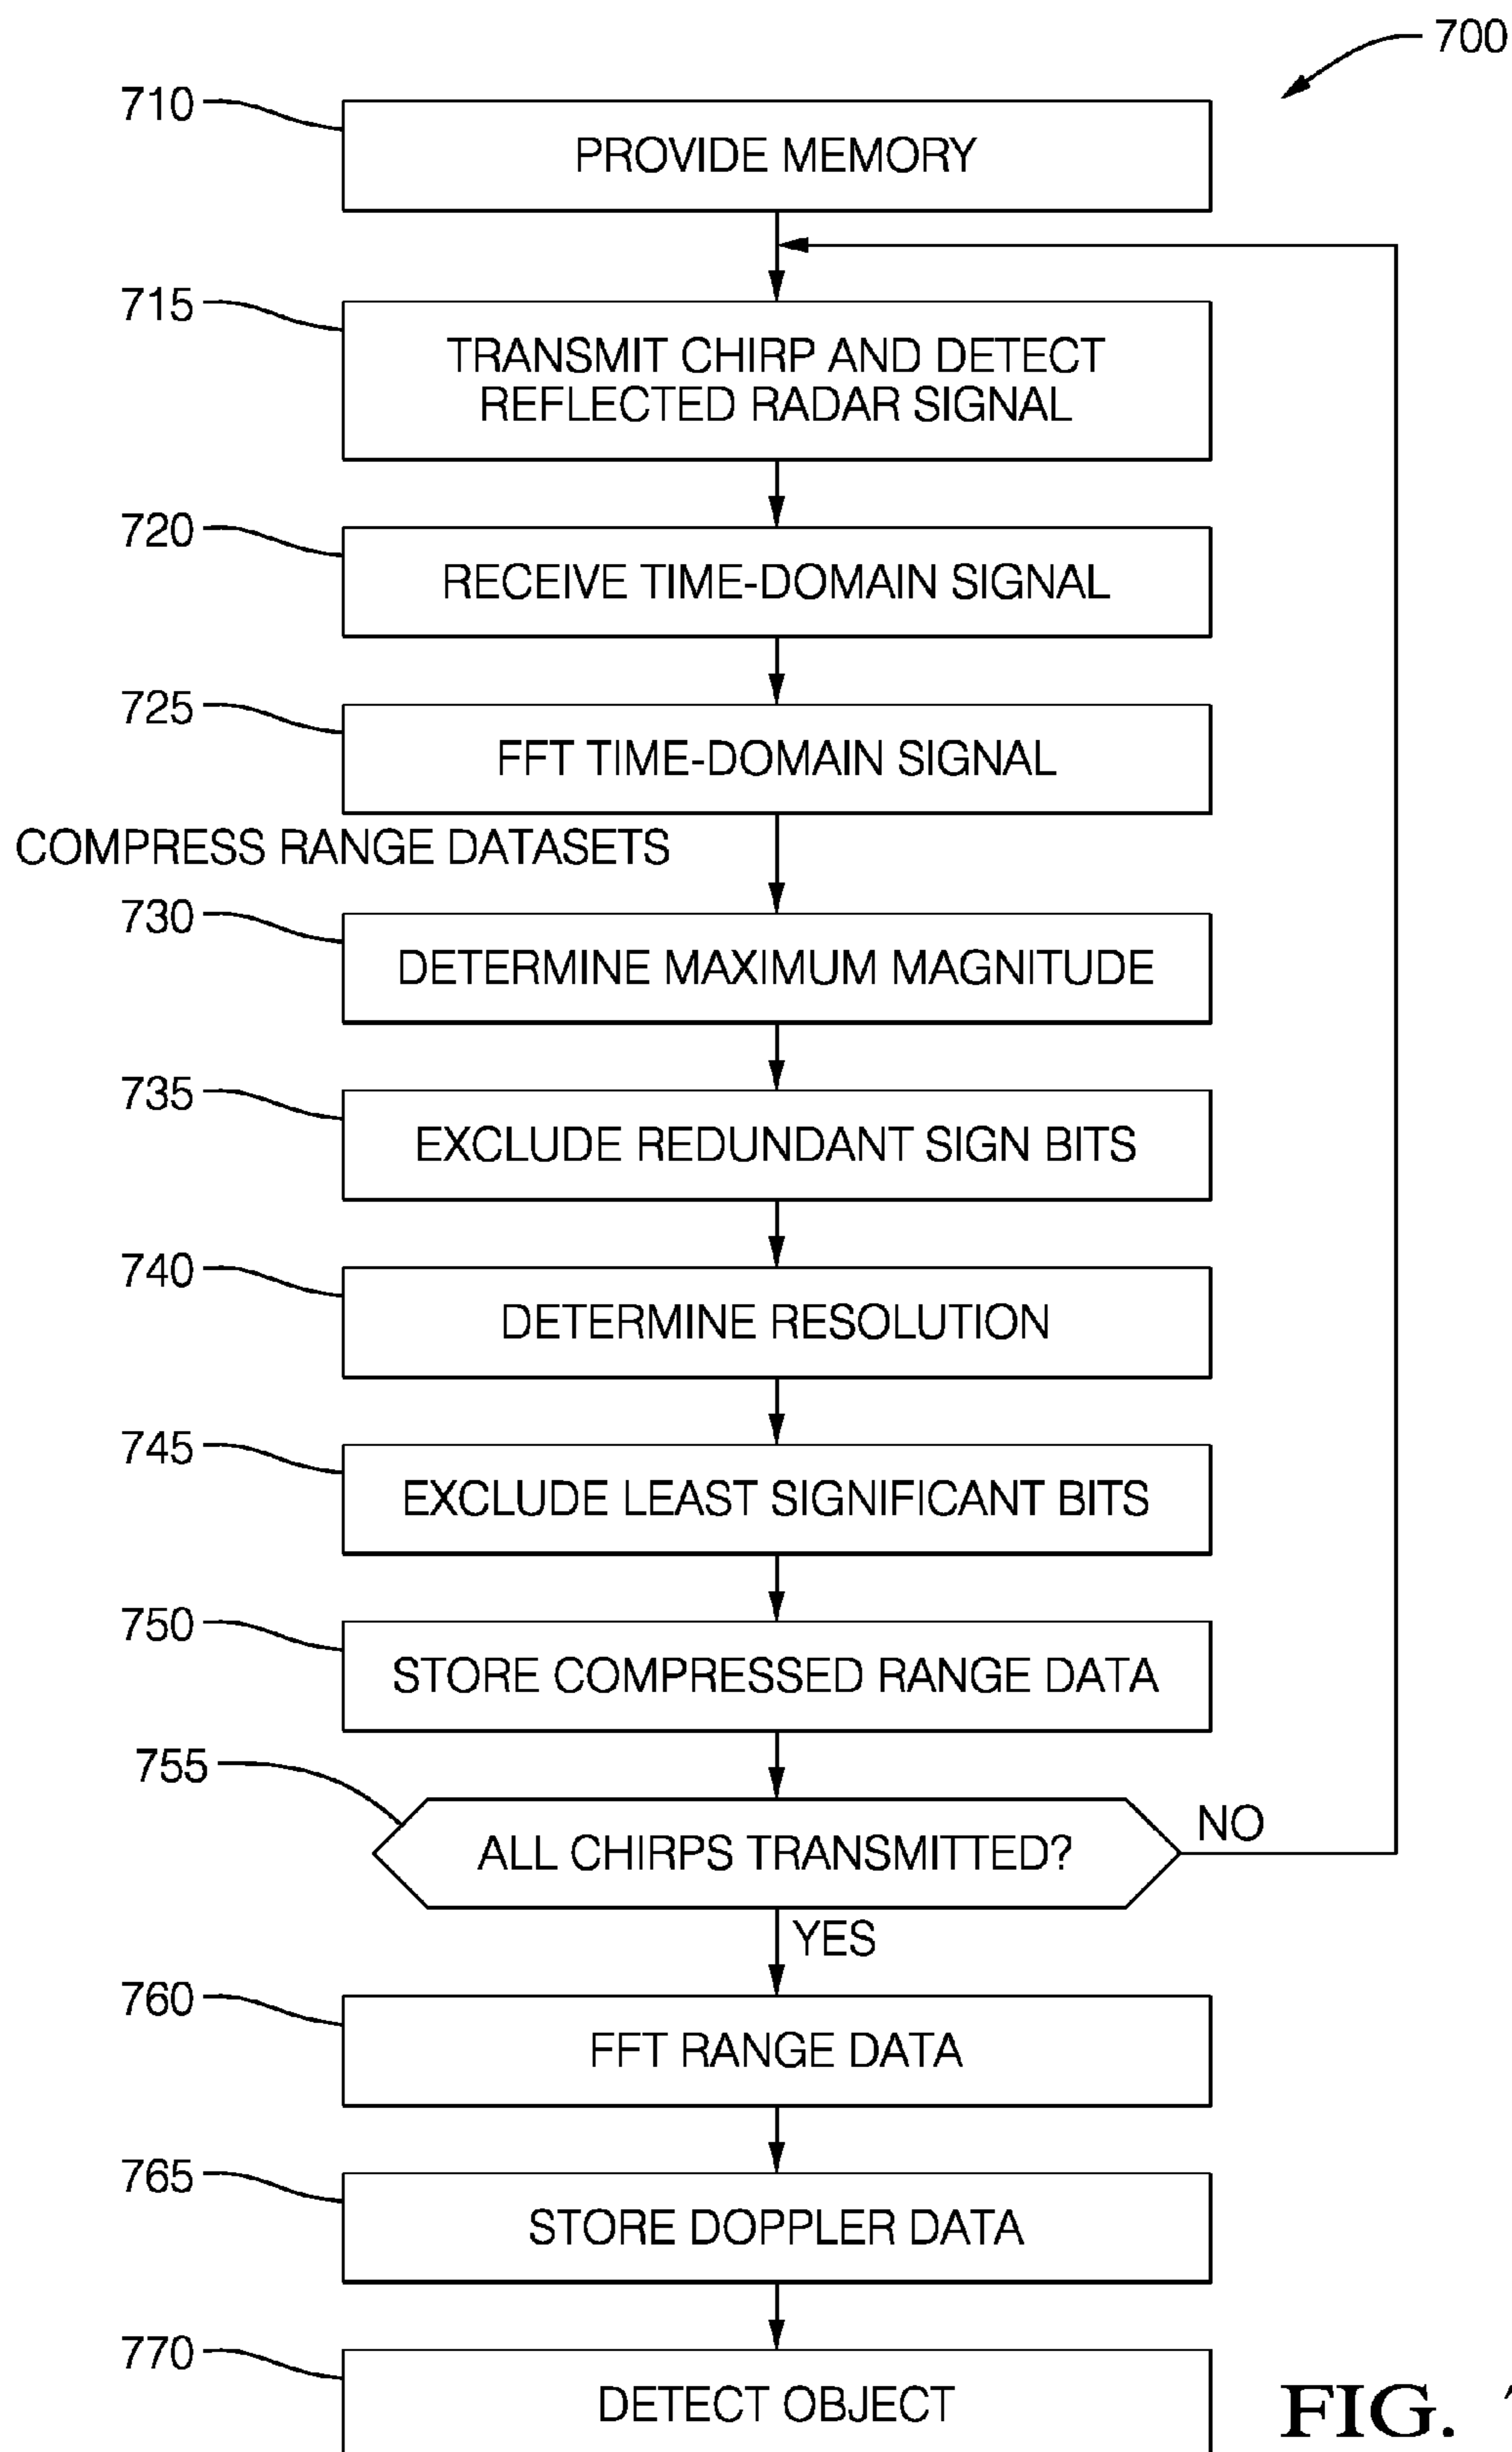 700
710
PROVIDE MEMORY
715
TRANSMIT CHIRP AND DETECT
REFLECTED RADAR SIGNAL
720
RECEIVE TIME-DOMAIN SIGNAL
725
FFT TIME-DOMAIN SIGNAL
COMPRESS RANGE DATASETS
730
DETERMINE MAXIMUM MAGNITUDE
735
EXCLUDE REDUNDANT SIGN BITS
740
DETERMINE RESOLUTION
745
EXCLUDE LEAST SIGNIFICANT BITS
750
STORE COMPRESSED RANGE DATA
755
ALL CHIRPS TRANSMITTED?
NO
YES
760
FFT RANGE DATA
765
STORE DOPPLER DATA
770
DETECT OBJECT
FIG.